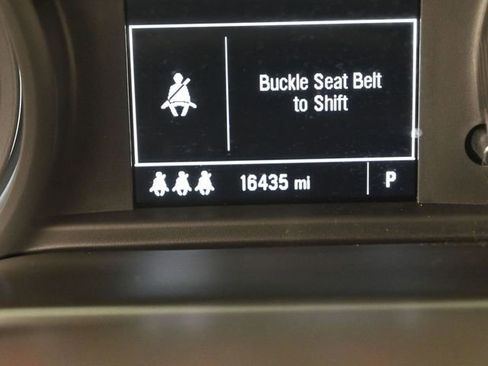 Buckle Seat Belt
to Shift
16435 mi
P